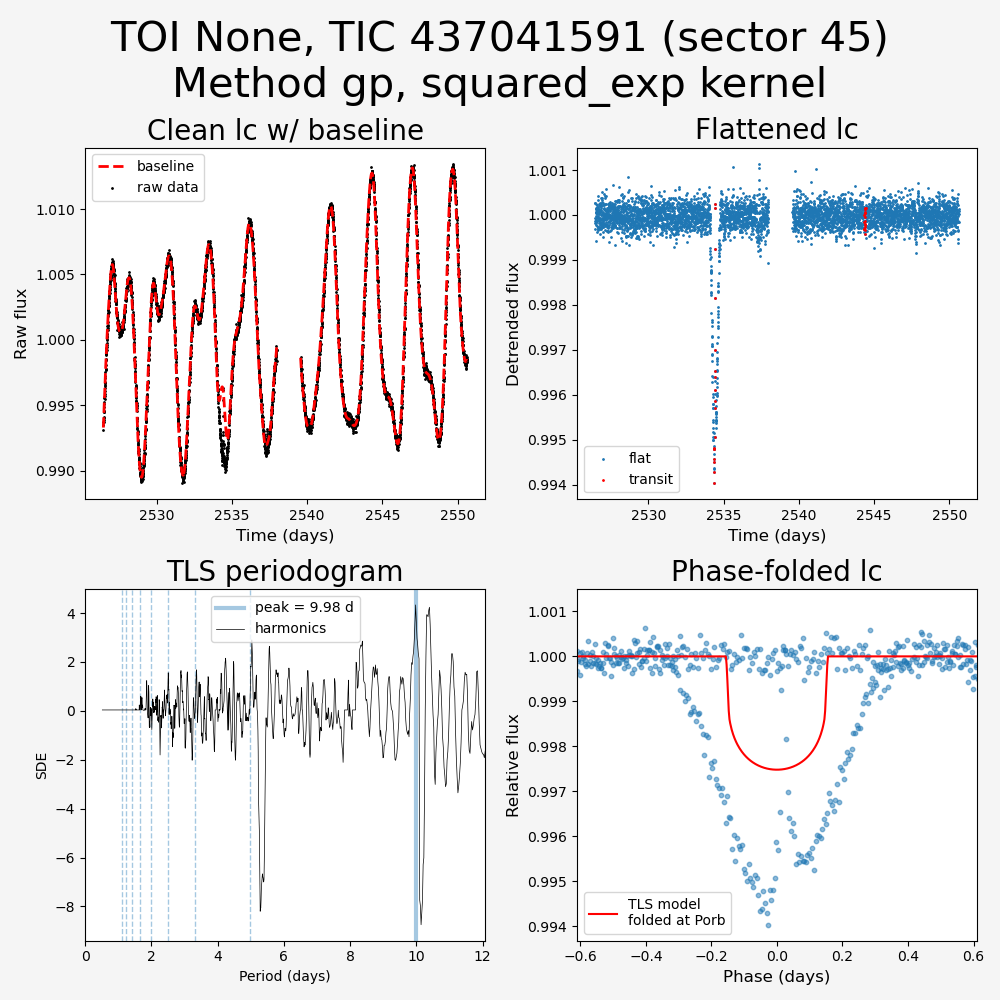 TOI None, TIC 437041591 (sector 45)
Method gp, squared_exp kernel
Clean lc w/ baseline
baseline
raw data
1.010
1.005
1.000
0.995
0.990
Raw flux
2530 2535 2540 2545 2550
Time (days)
Flattened lc
1.001
1.000
0.999
0.998
0.997
0.996
0.995
0.994
Detrended flux
flat
transit
2530 2535 2540 2545 2550
Time (days)
TLS periodogram
peak = 9.98 d
harmonics
4
2
0
−2
−4
−6
−8
SDE
0 2 4 6 8 10 12
Period (days)
Phase-folded lc
1.001
1.000
0.999
0.998
0.997
0.996
0.995
0.994
Relative flux
TLS model
folded at Porb
−0.6 −0.4 −0.2 0.0 0.2 0.4 0.6
Phase (days)